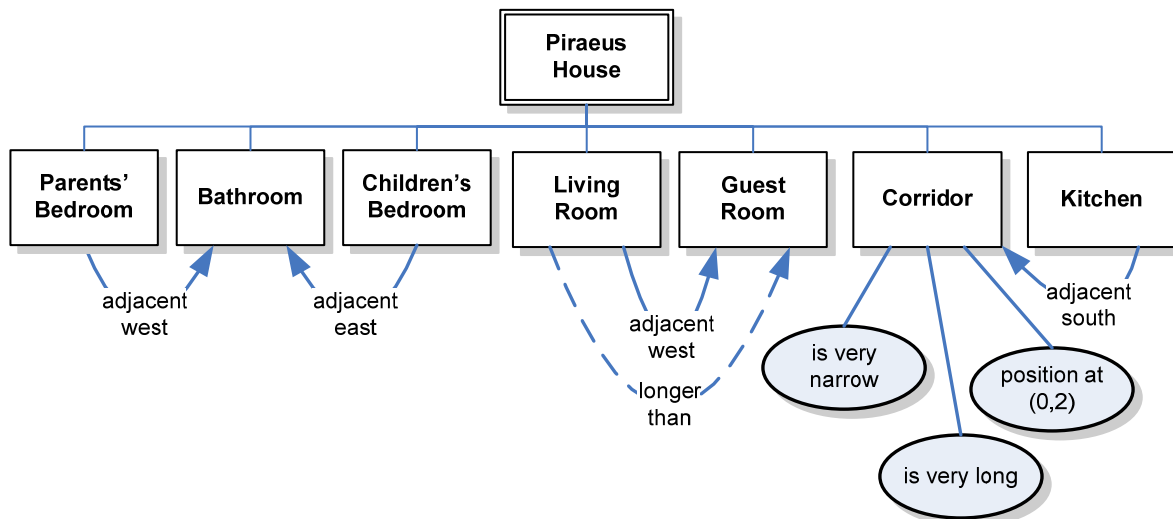 Piraeus
House
Parents’
Bedroom
Bathroom
Children’s
Bedroom
Living
Room
Guest
Room
Corridor
Kitchen
adjacent
west
adjacent
east
adjacent
west
longer
than
adjacent
south
is very
narrow
position at
(0,2)
is very long